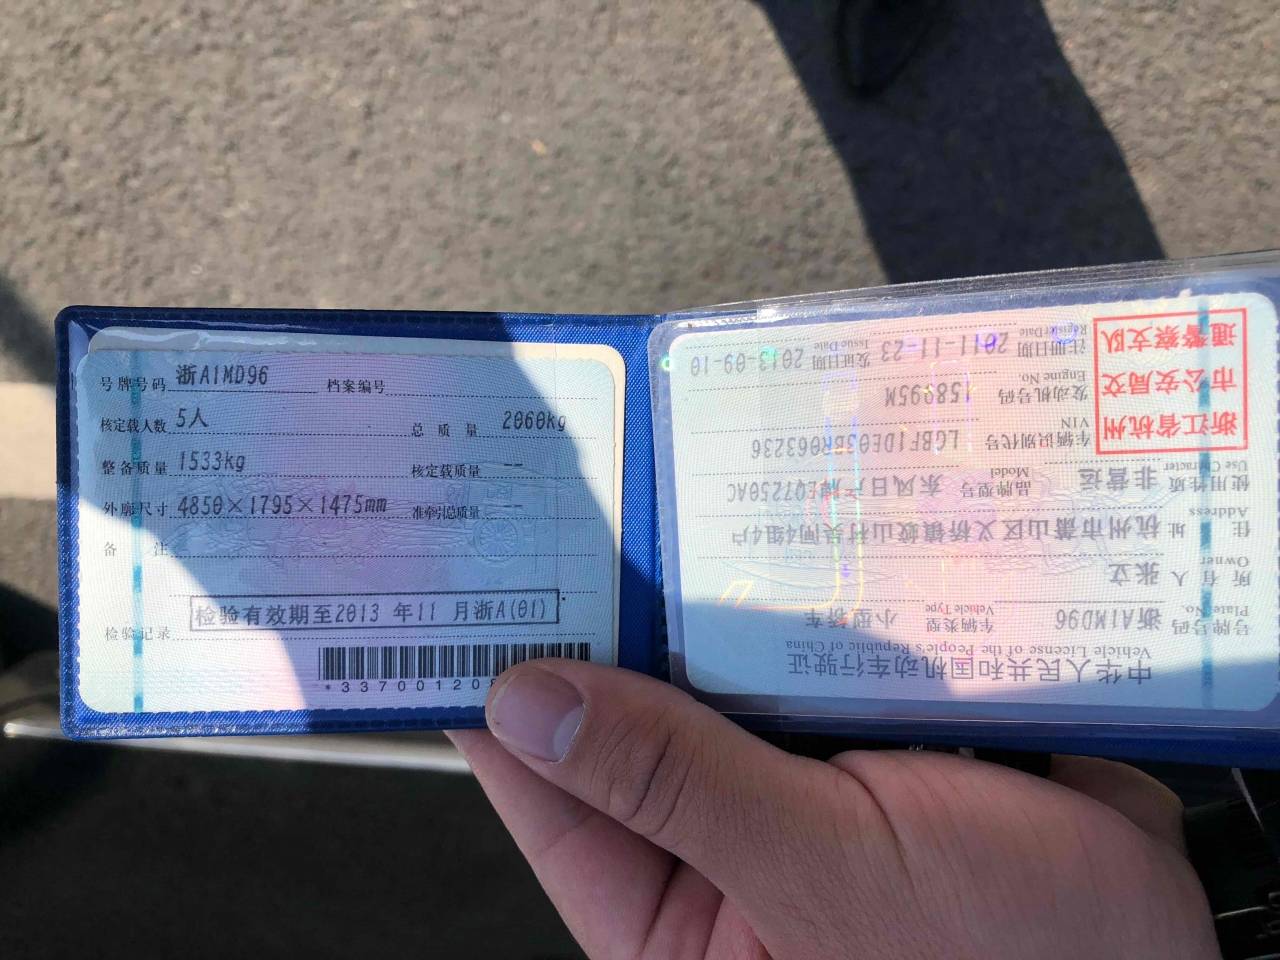 号牌号码 浙A1MD96 档案编号
核定载人数 5人 总质量 2060kg
整备质量 1533kg 核定载质量 --
外廓尺寸 4850×1795×1475mm 准牵引总质量 --
备注
检验记录 检验有效期至2013年11月浙A(01)
*33700120
中华人民共和国机动车行驶证
Vehicle License of the People's Republic of China
号牌号码 浙A1MD96 车辆类型 小型轿车
Plate No. Vehicle Type
所有人 张立
Owner
住址 杭州市萧山区义桥镇蛟山村吴间4组4户
Address
使用性质 非营运 品牌型号 东风日产牌EQ7250AC
Use Character Model
车辆识别代号 LGBF1DE03BR063236
VIN
发动机号码 158995M
Engine No.
注册日期 2011-11-23 发证日期 2013-09-10
Register Date Issue Date
浙江省杭州
市公安局交
通警察支队